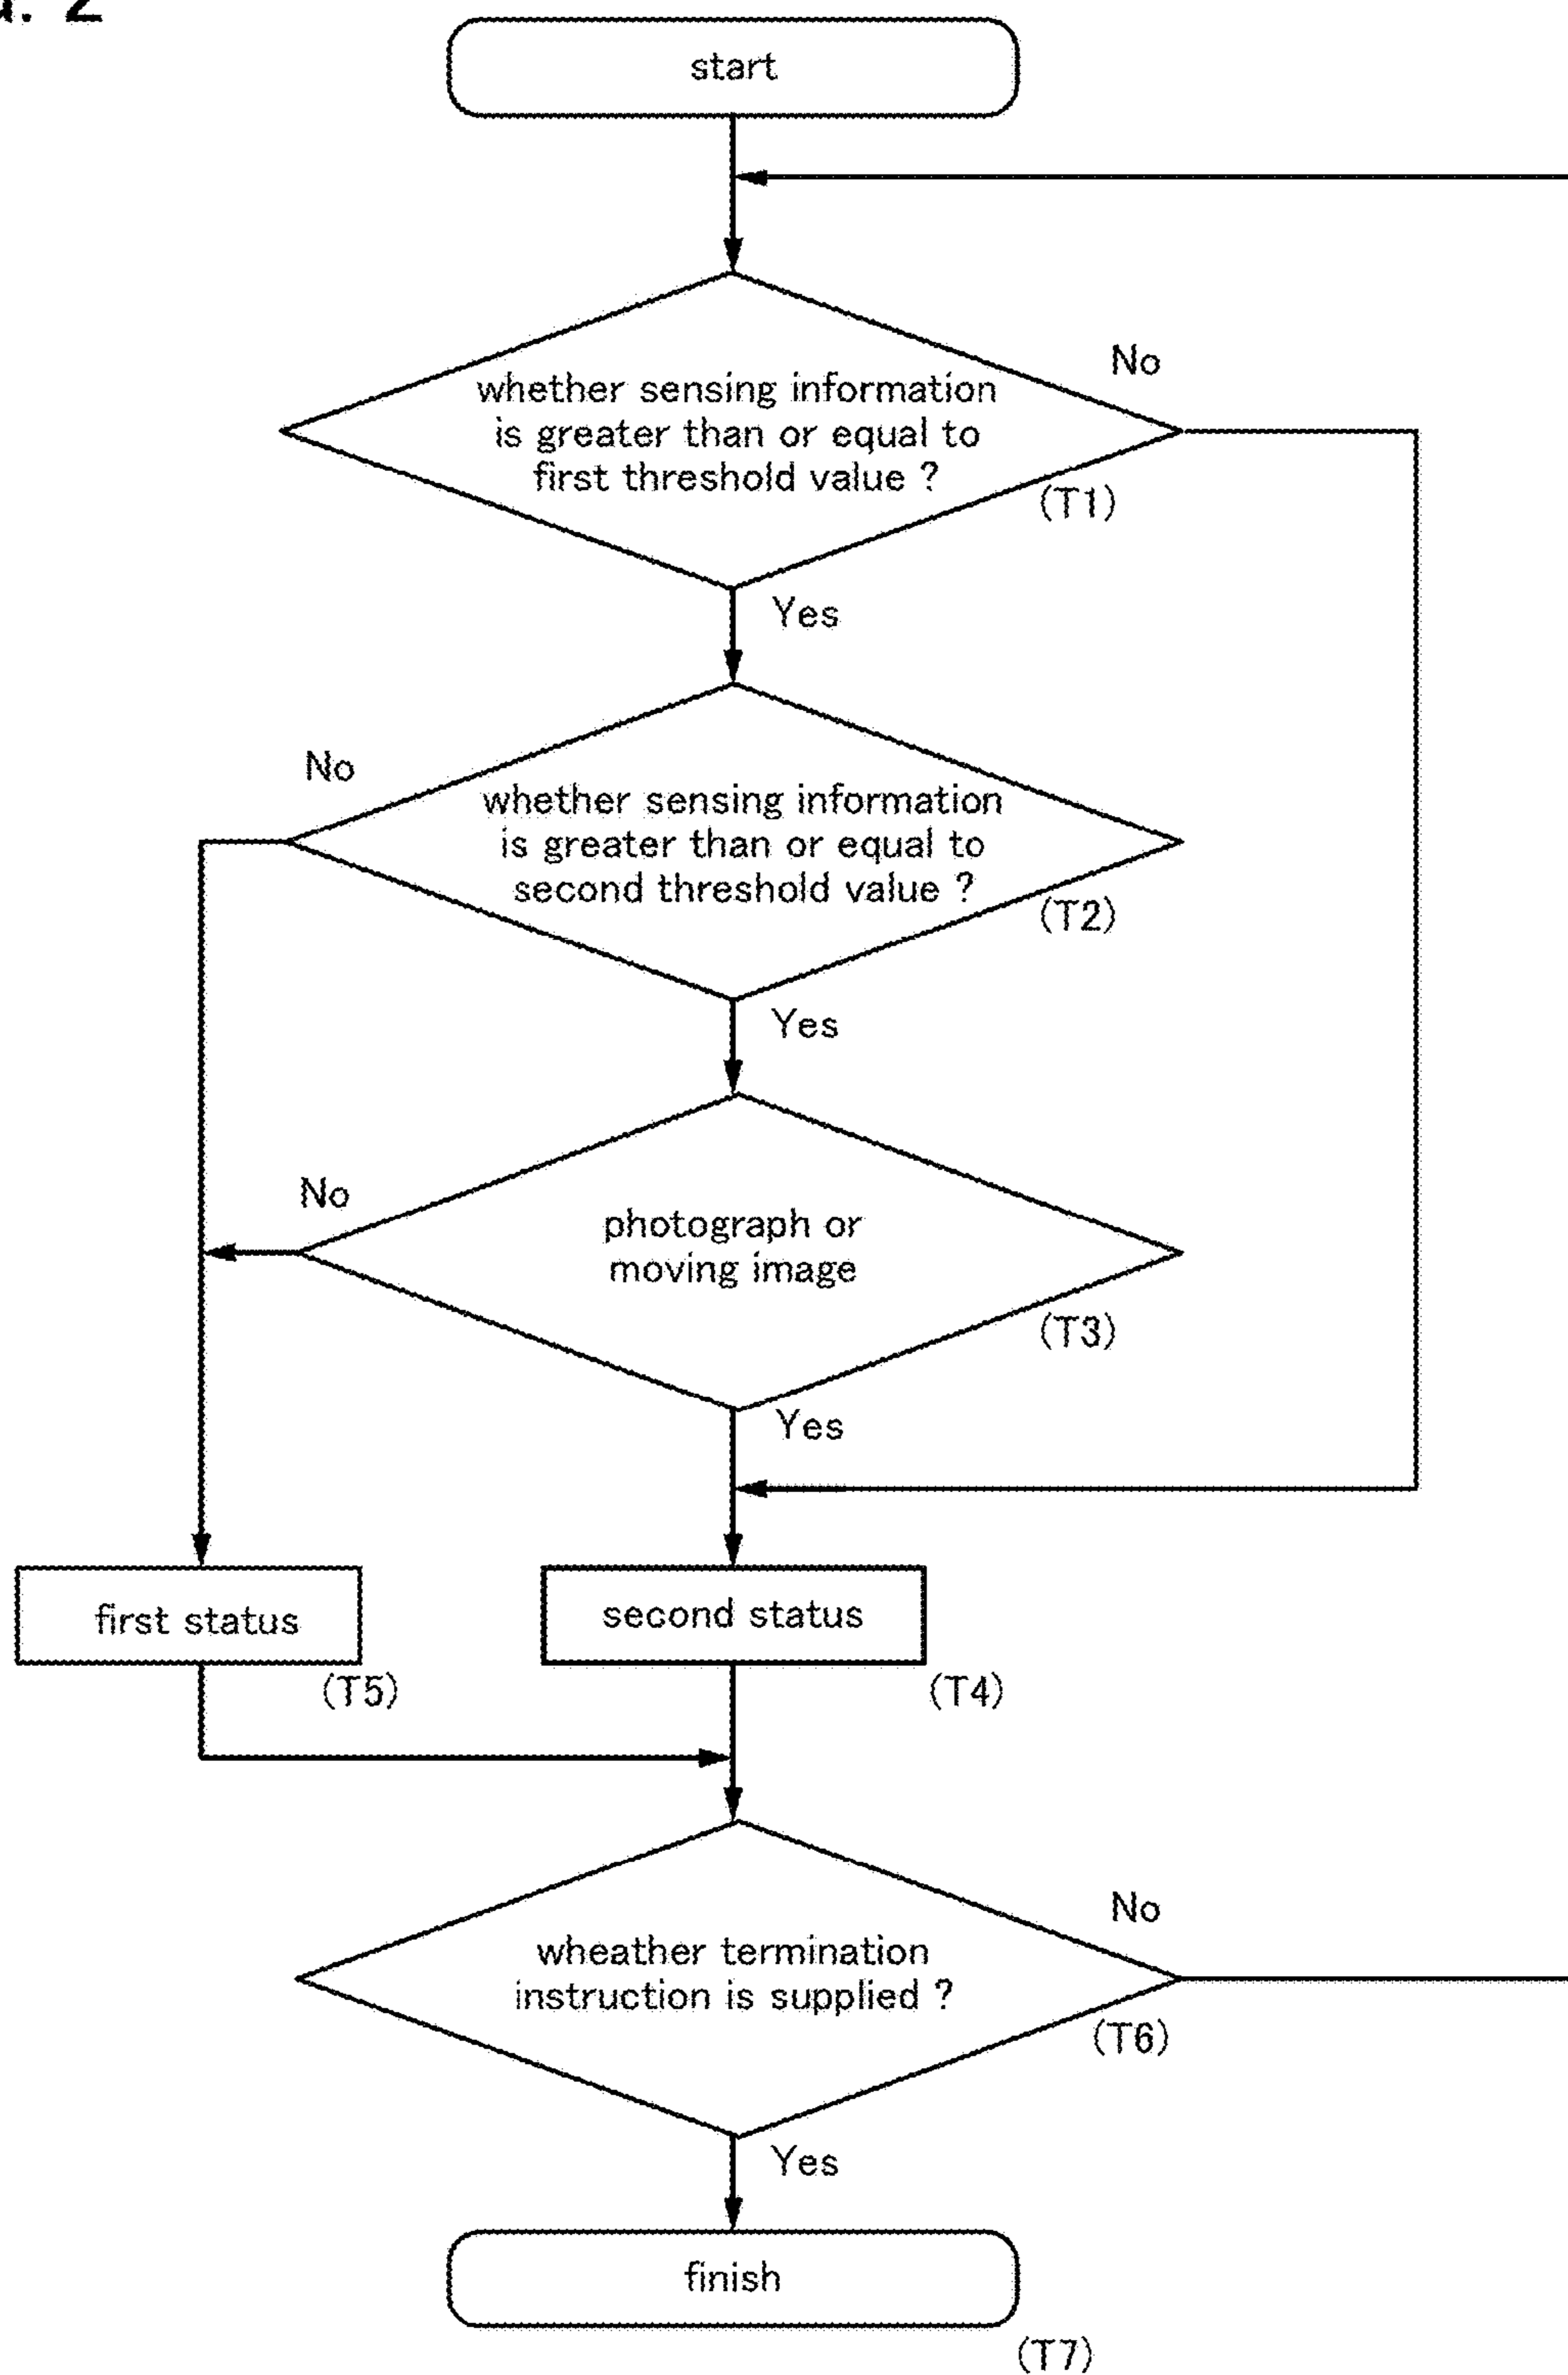 . 2
start
No
whether sensing information
is greater than or equal to
first threshold value ?
(T1)
Yes
No
whether sensing information
is greater than or equal to
second threshold value ?
(T2)
Yes
No
photograph or
moving image
(T3)
Yes
first status
second status
(T5)
(T4)
No
wheather termination
instruction is supplied ?
(T6)
Yes
finish
(T7)